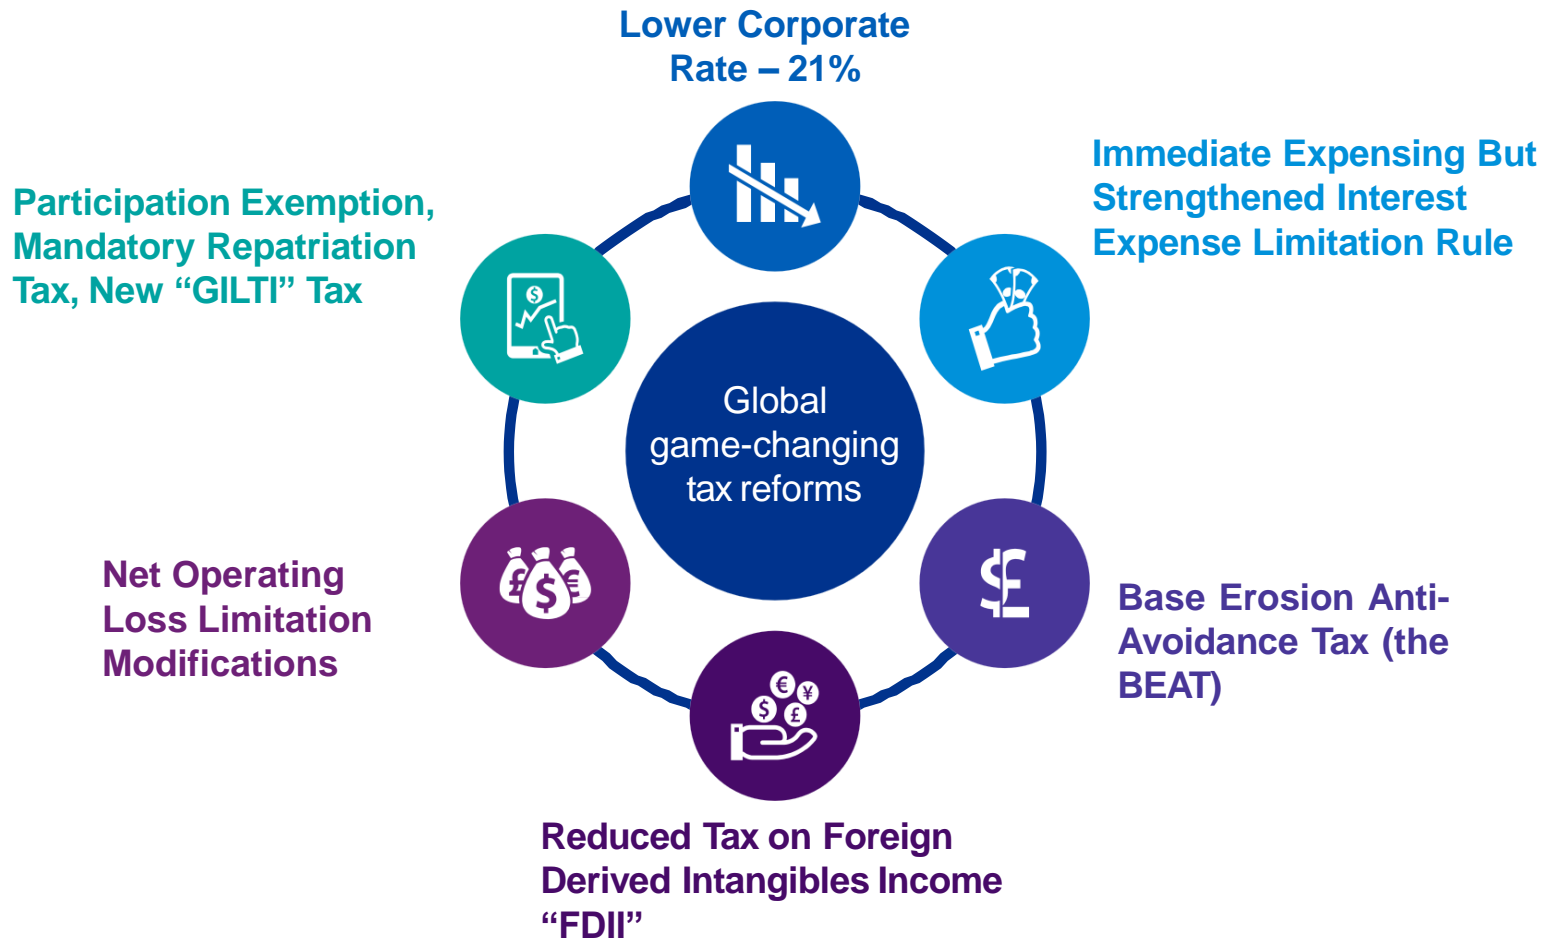 Lower Corporate
Rate – 21%
Immediate Expensing But
Strengthened Interest
Expense Limitation Rule
Participation Exemption,
Mandatory Repatriation
Tax, New “GILTI” Tax
$
Global
game-changing
tax reforms
Net Operating
Loss Limitation
Modifications
£ $ €
$£
Base Erosion Anti-
Avoidance Tax (the
BEAT)
€ ¥
$ £
Reduced Tax on Foreign
Derived Intangibles Income
“FDII”